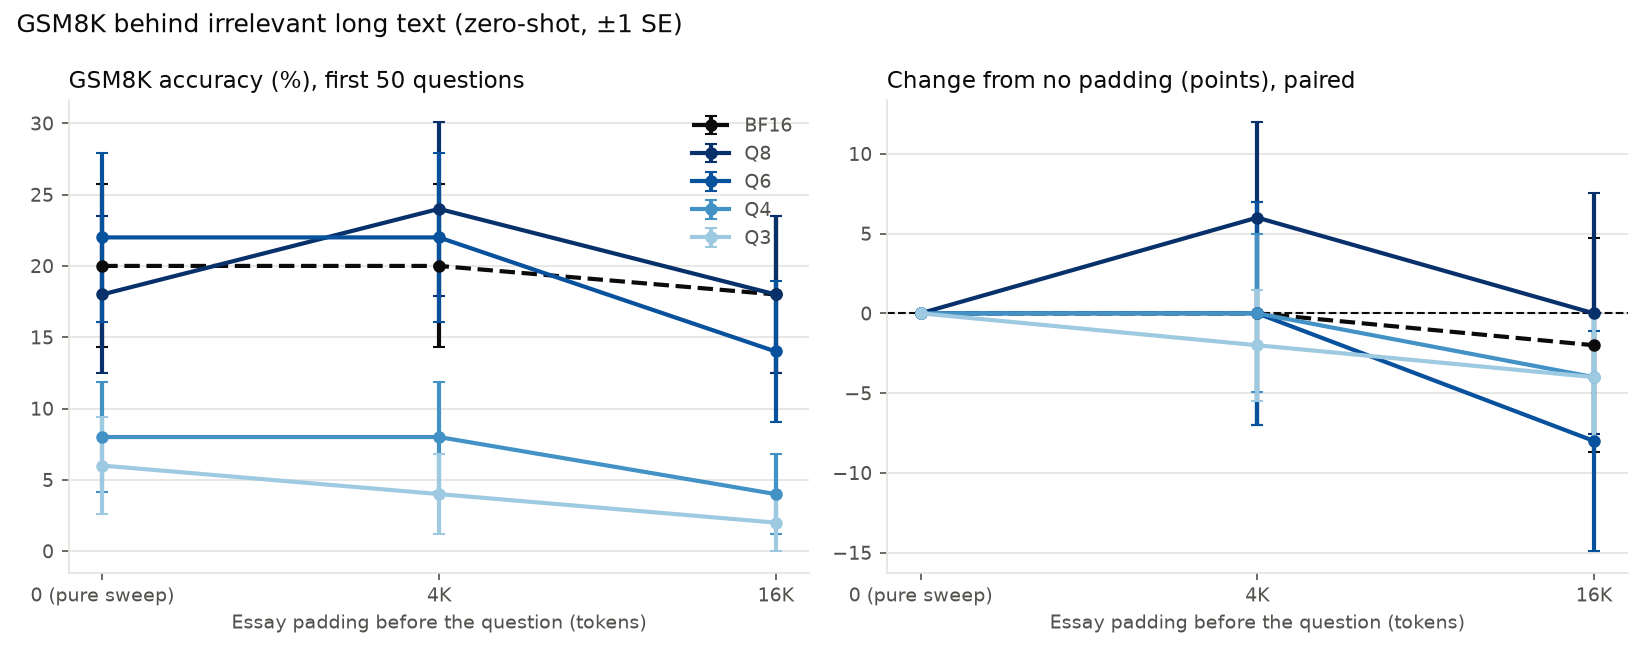 GSM8K behind irrelevant long text (zero-shot, ±1 SE)
GSM8K accuracy (%), first 50 questions
30
25
20
15
10
5
0
BF16
Q8
Q6
Q4
Q3
0 (pure sweep)
4K
16K
Essay padding before the question (tokens)
Change from no padding (points), paired
10
5
0
−5
−10
−15
0 (pure sweep)
4K
16K
Essay padding before the question (tokens)